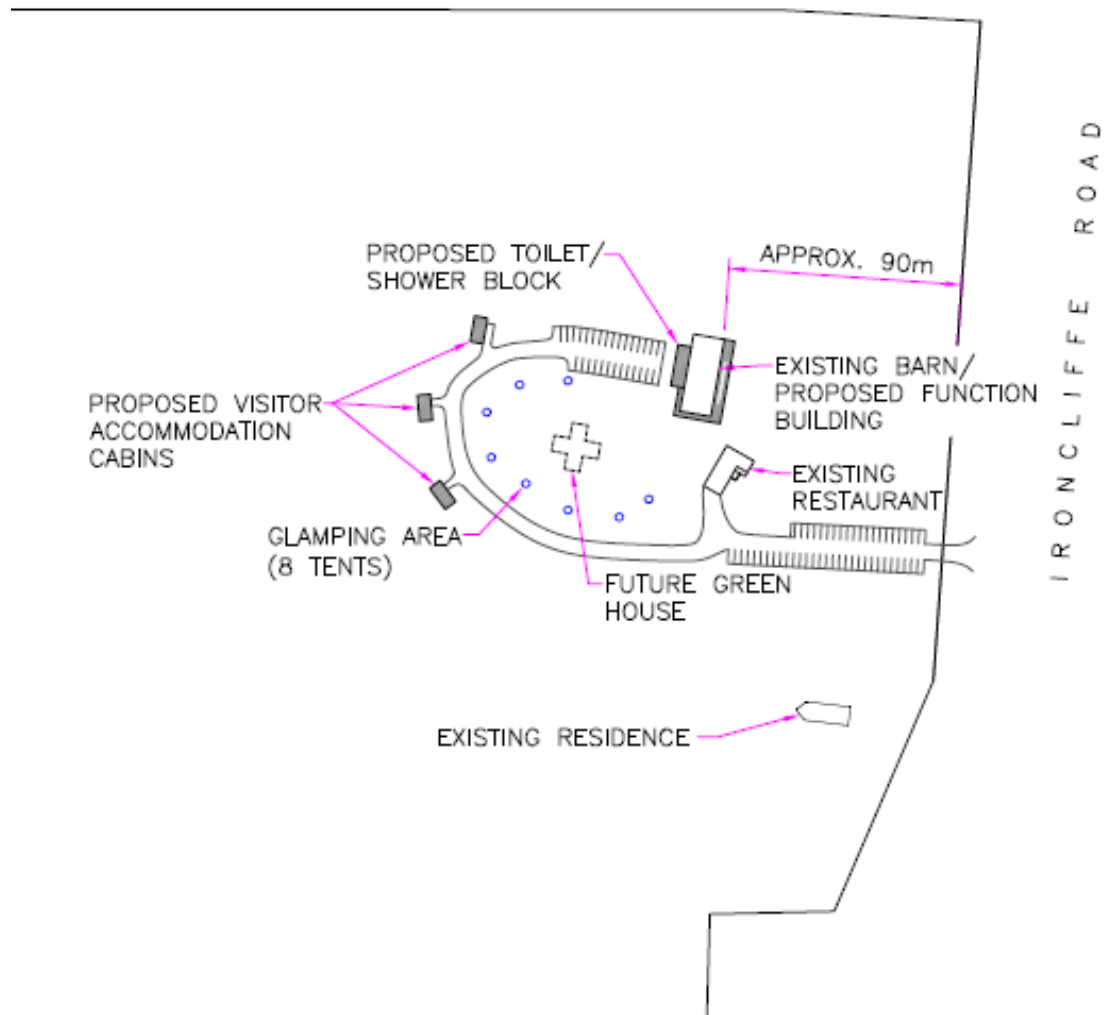 PROPOSED TOILET/
SHOWER BLOCK
APPROX. 90m
EXISTING BARN/
PROPOSED FUNCTION
BUILDING
PROPOSED VISITOR
ACCOMMODATION
CABINS
EXISTING
RESTAURANT
GLAMPING AREA
(8 TENTS)
FUTURE GREEN
HOUSE
EXISTING RESIDENCE
IRONCLIFFE ROAD